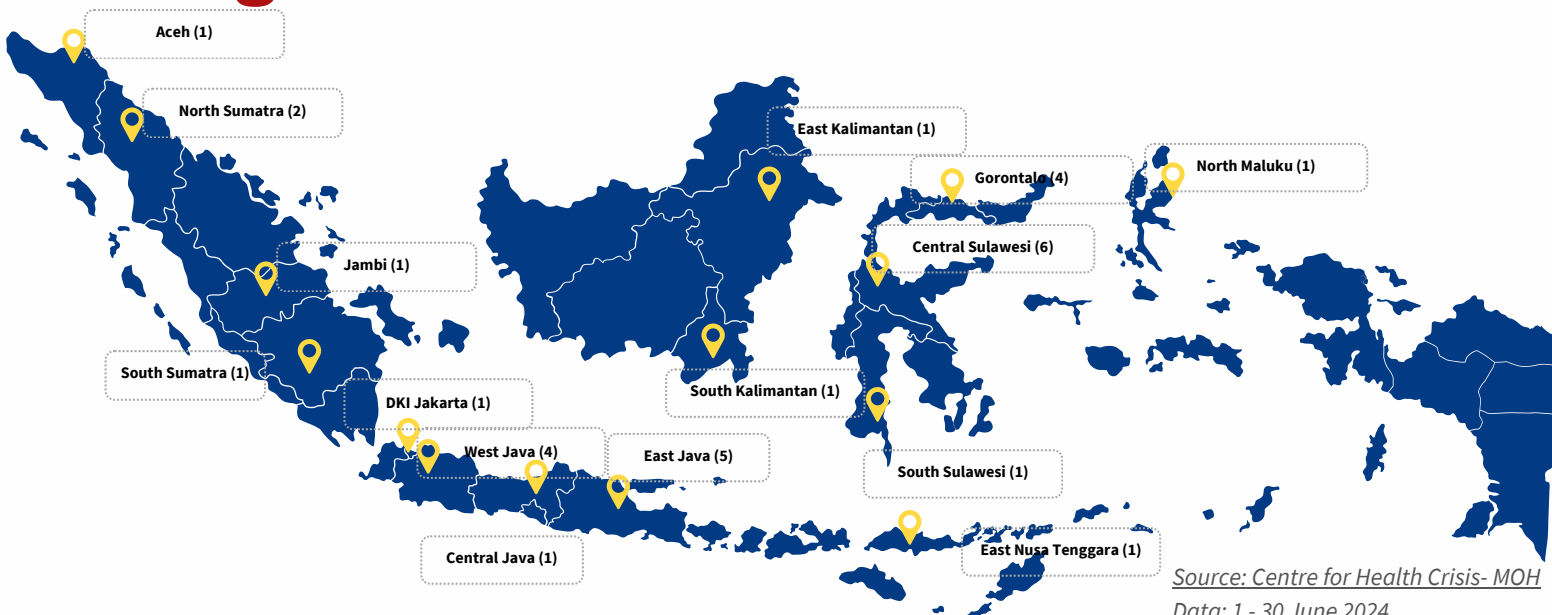 Aceh (1)
North Sumatra (2)
East Kalimantan (1)
North Maluku (1)
Gorontalo (4)
Central Sulawesi (6)
Jambi (1)
South Sumatra (1)
South Kalimantan (1)
DKI Jakarta (1)
West Java (4)
East Java (5)
South Sulawesi (1)
Central Java (1)
East Nusa Tenggara (1)
Source: Centre for Health Crisis- MOH
Data: 1 - 30 June 2024